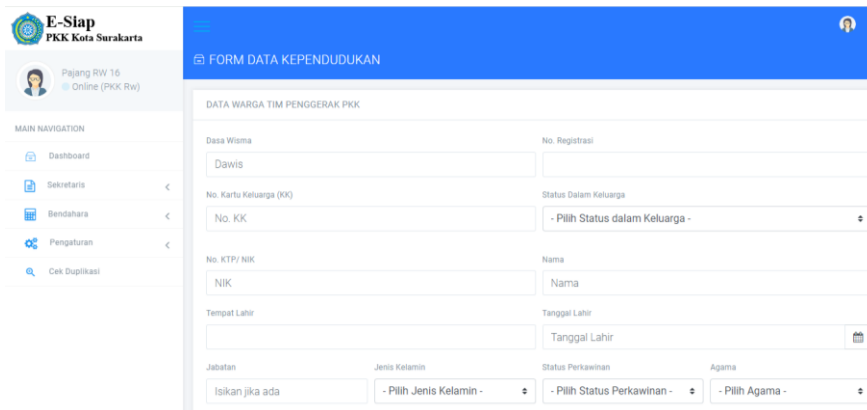 E-Siap
PKK Kota Surakarta
Pajang RW 16
Online (PKK Rw)
MAIN NAVIGATION
Dashboard
Sekretaris
Bendahara
Pengaturan
Cek Duplikasi
FORM DATA KEPENDUDUKAN
DATA WARGA TIM PENGGERAK PKK
Dasa Wisma No. Registrasi
Dawis
No. Kartu Keluarga (KK) Status Dalam Keluarga
No. KK - Pilih Status dalam Keluarga -
No. KTP/ NIK Nama
NIK Nama
Tempat Lahir Tanggal Lahir
Tanggal Lahir
Jabatan Jenis Kelamin Status Perkawinan Agama
Isikan jika ada - Pilih Jenis Kelamin - - Pilih Status Perkawinan - - Pilih Agama -